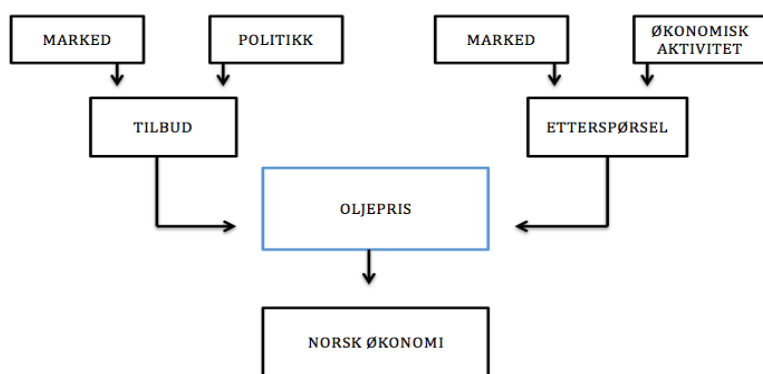 MARKED
POLITIKK
MARKED
ØKONOMISK
AKTIVITET
TILBUD
ETTERSPØRSEL
OLJEPRIS
NORSK ØKONOMI